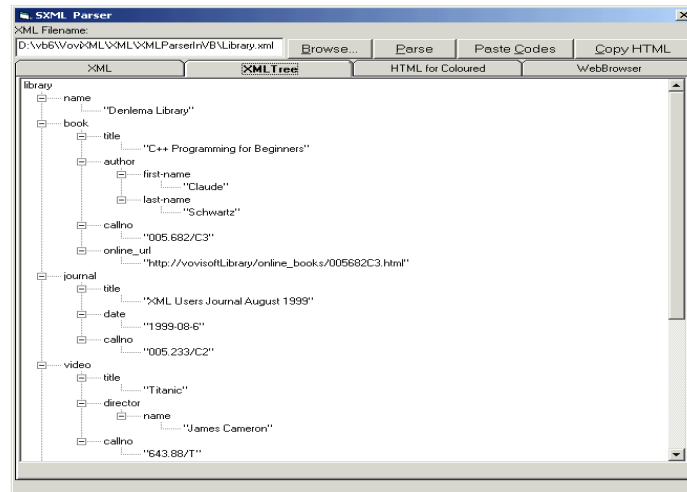 SXML Parser
XML Filename:
D:\vb6\VoviXML\XML\XMLParserInVB\Library.xml Browse... Parse Paste Codes Copy HTML
XML XMLTree HTML for Coloured WebBrowser
library
name
"Denlema Library"
book
title
"C++ Programming for Beginners"
author
first-name
"Claude"
last-name
"Schwartz"
callno
"005.682/C3"
online_url
"http://vovisoftLibrary/online_books/005682C3.html"
journal
title
"XML Users Journal August 1999"
date
"1999-08-6"
callno
"005.233/C2"
video
title
"Titanic"
director
name
"James Cameron"
callno
"643.88/T"